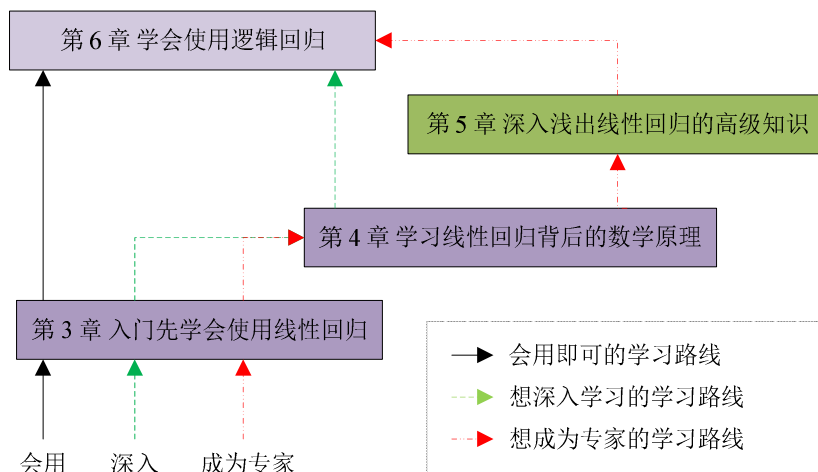 第 6 章 学会使用逻辑回归
第 5 章 深入浅出线性回归的高级知识
第 4 章 学习线性回归背后的数学原理
第 3 章 入门先学会使用线性回归
会用即可的学习路线
想深入学习的学习路线
想成为专家的学习路线
会用 深入 成为专家